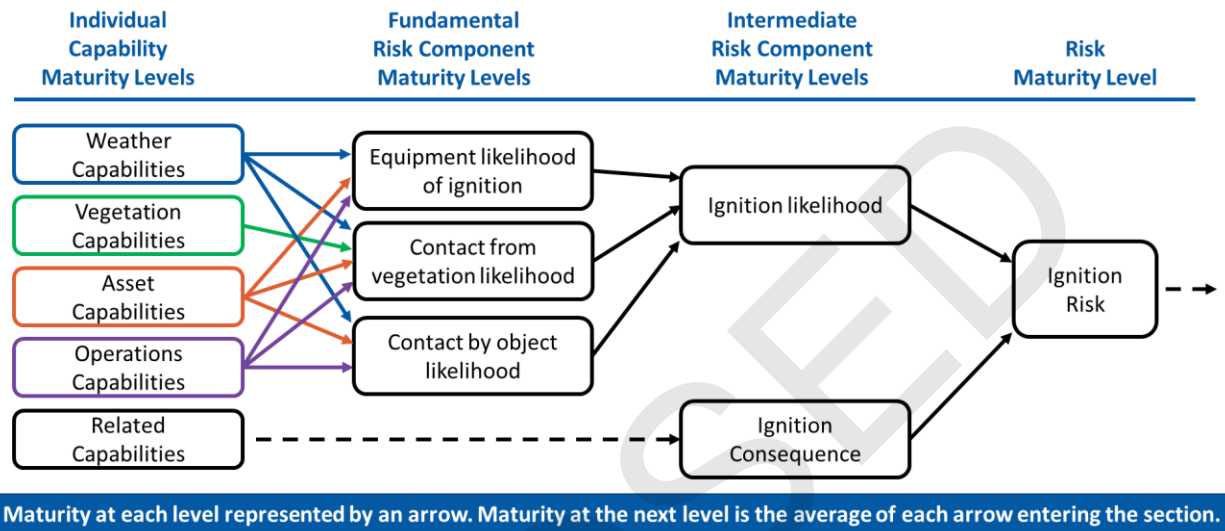 Individual
Capability
Maturity Levels
Fundamental
Risk Component
Maturity Levels
Intermediate
Risk Component
Maturity Levels
Risk
Maturity Level
Weather
Capabilities
Vegetation
Capabilities
Asset
Capabilities
Operations
Capabilities
Related
Capabilities
Equipment likelihood
of ignition
Contact from
vegetation likelihood
Contact by object
likelihood
Ignition likelihood
Ignition
Consequence
Ignition
Risk
SED
Maturity at each level represented by an arrow. Maturity at the next level is the average of each arrow entering the section.